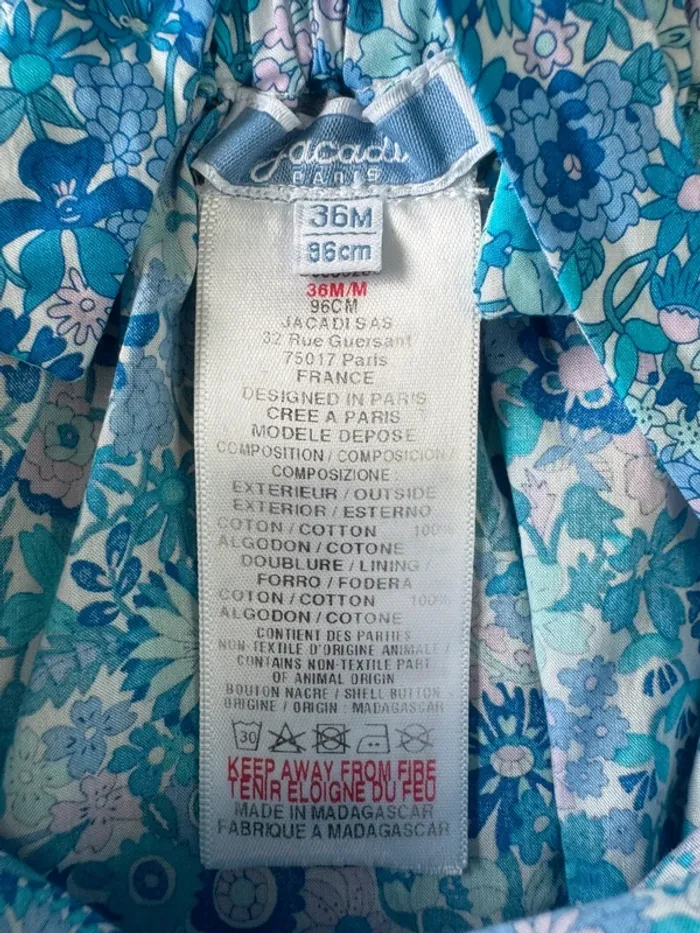 Jacadi
PARIS
36M
96cm
36M/M
96CM
JACADI SAS
32 Rue Guersant
75017 Paris
FRANCE
DESIGNED IN PARIS
CREE A PARIS
MODELE DEPOSE
COMPOSITION / COMPOSICION /
COMPOSIZIONE :
EXTERIEUR / OUTSIDE
EXTERIOR / ESTERNO
COTON / COTTON 100%
ALGODON / COTONE
DOUBLURE / LINING /
FORRO / FODERA
COTON / COTTON 100%
ALGODON / COTONE
CONTIENT DES PARTIES
NON-TEXTILE D'ORIGINE ANIMALE /
CONTAINS NON-TEXTILE PART
OF ANIMAL ORIGIN
BOUTON NACRE / SHELL BUTTON
ORIGINE / ORIGIN : MADAGASCAR
30
KEEP AWAY FROM FIRE
TENIR ELOIGNE DU FEU
MADE IN MADAGASCAR
FABRIQUE A MADAGASCAR